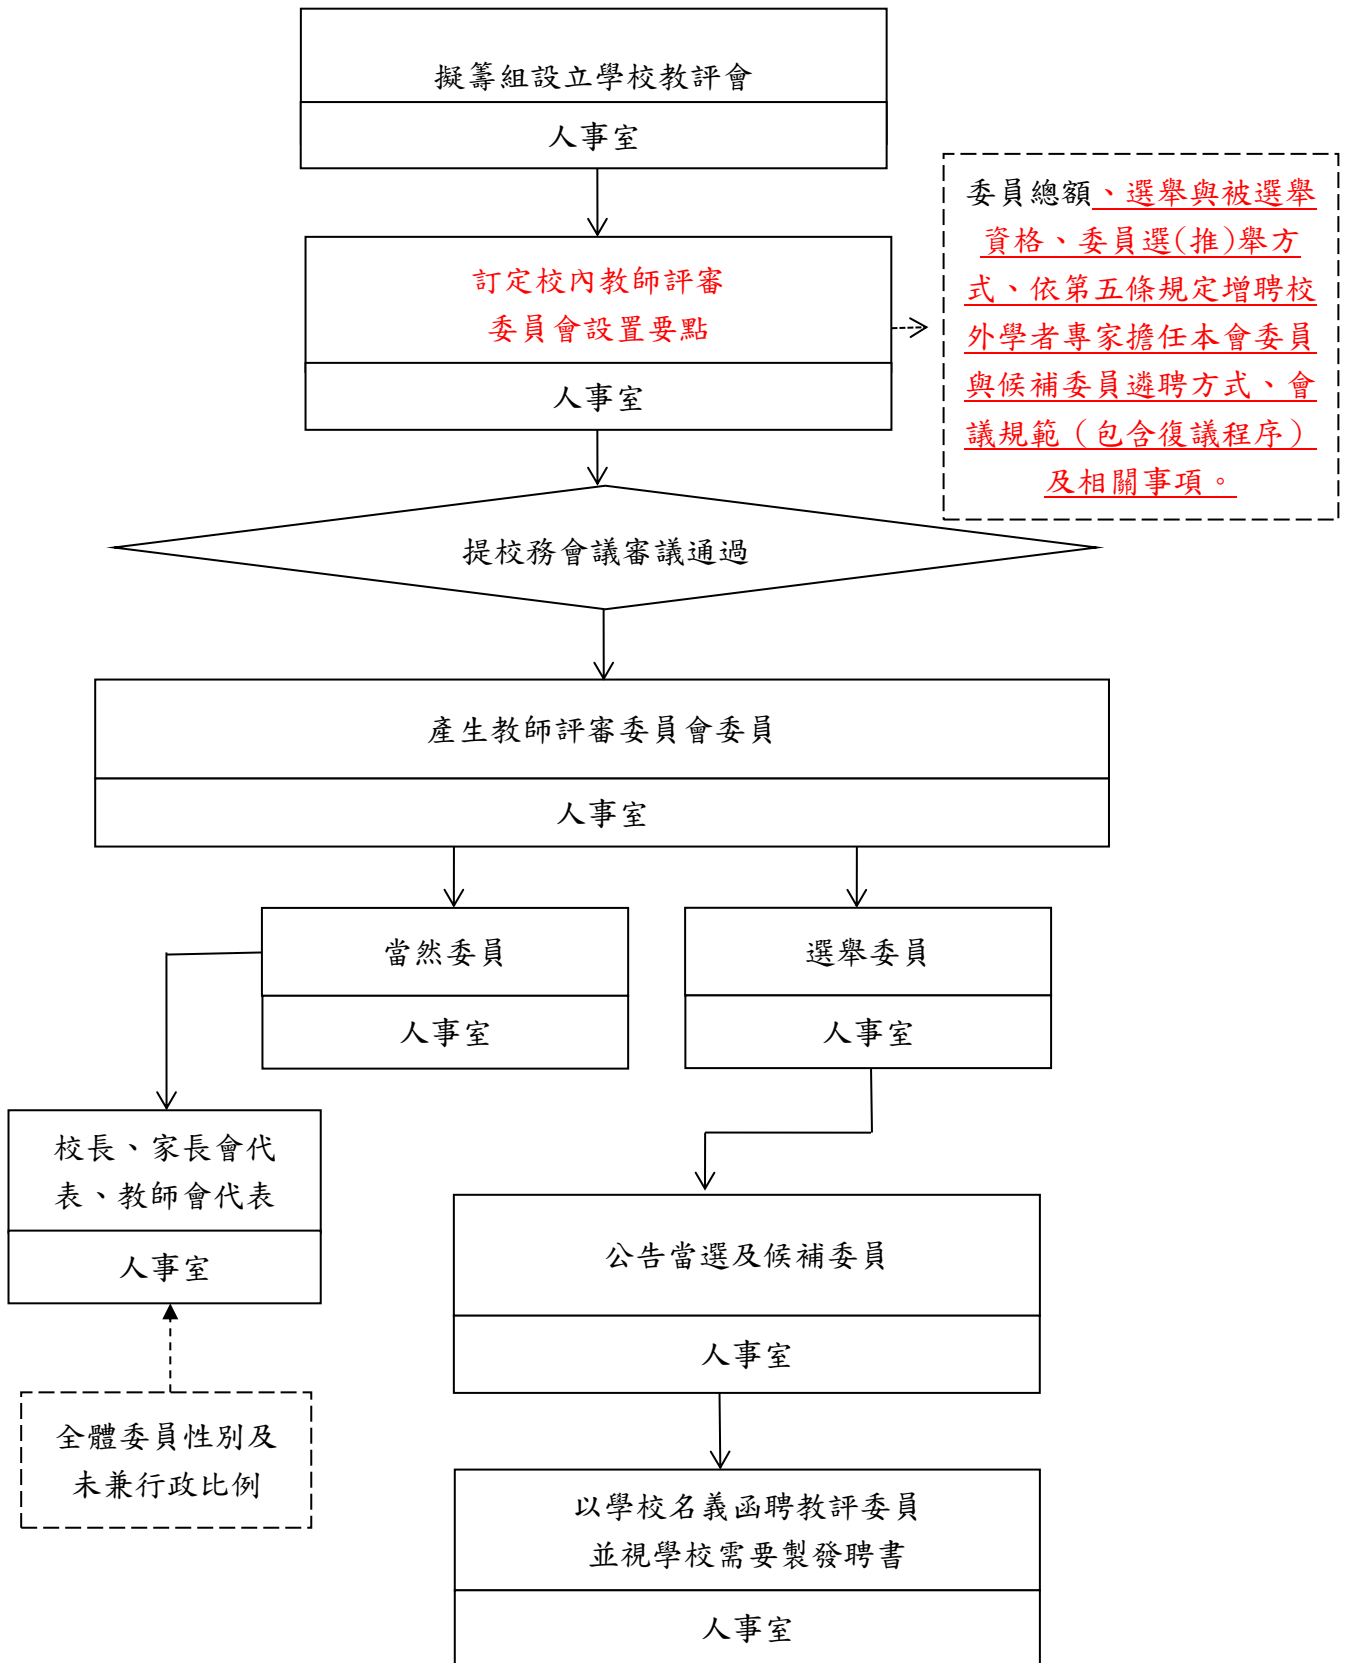 擬籌組設立學校教評會
人事室
訂定校內教師評審
委員會設置要點
人事室
委員總額、選舉與被選舉
資格、委員選(推)舉方
式、依第五條規定增聘校
外學者專家擔任本會委員
與候補委員遴聘方式、會
議規範（包含復議程序）
及相關事項。
提校務會議審議通過
產生教師評審委員會委員
人事室
當然委員
人事室
選舉委員
人事室
校長、家長會代
表、教師會代表
人事室
全體委員性別及
未兼行政比例
公告當選及候補委員
人事室
以學校名義函聘教評委員
並視學校需要製發聘書
人事室